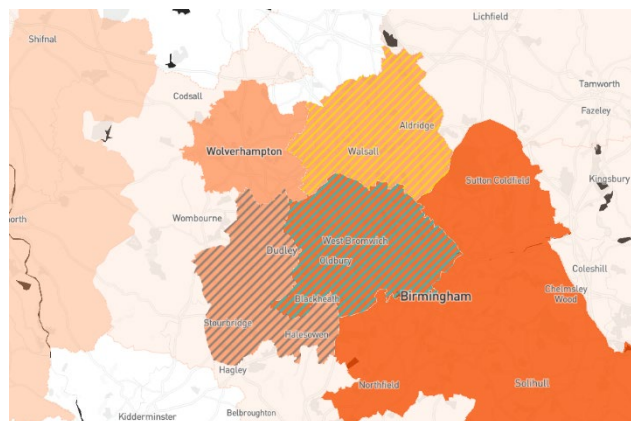 Lichfield
Shifnal
Tamworth
Codsall
Fazeley
Aldridge
Wolverhampton
Walsall
Sutton Coldfield
Kingsbury
Wombourne
orth
West Bromwich
Dudley
Oldbury
Coleshill
Chelmsley
Wood
Blackheath
Birmingham
Stourbridge
Halesowen
Hagley
Northfield
Solihull
Belbroughton
Kidderminster